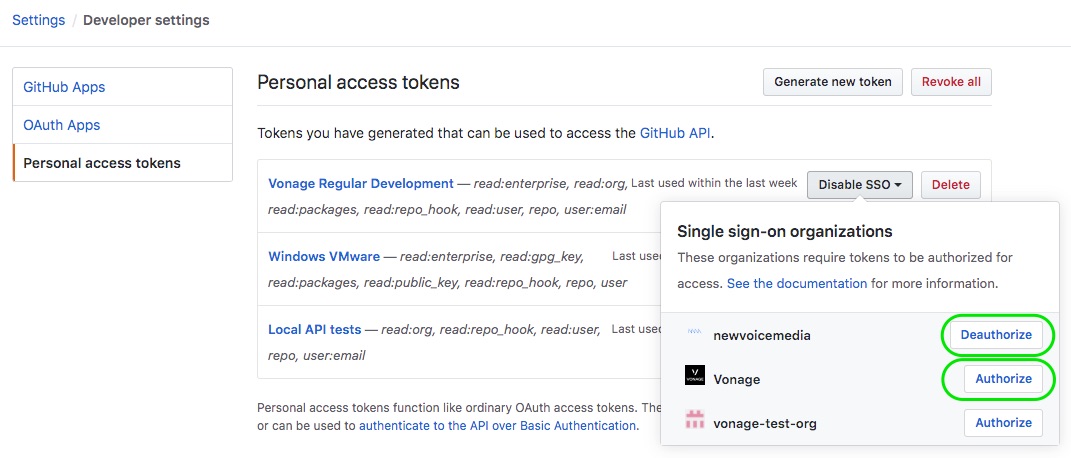 Settings / Developer settings
GitHub Apps
OAuth Apps
Personal access tokens
Personal access tokens
Generate new token
Revoke all
Tokens you have generated that can be used to access the GitHub API.
Vonage Regular Development — read:enterprise, read:org, Last used within the last week
Disable SSO
Delete
read:packages, read:repo_hook, read:user, repo, user:email
Windows VMware — read:enterprise, read:gpg_key, Last used
read:packages, read:public_key, read:repo_hook, repo, user
Local API tests — read:org, read:repo_hook, read:user, Last used
repo, user:email
Personal access tokens function like ordinary OAuth access tokens. The
or can be used to authenticate to the API over Basic Authentication.
Single sign-on organizations
These organizations require tokens to be authorized for
access. See the documentation for more information.
newvoicemedia
Deauthorize
VONAGE
Vonage
Authorize
vonage-test-org
Authorize